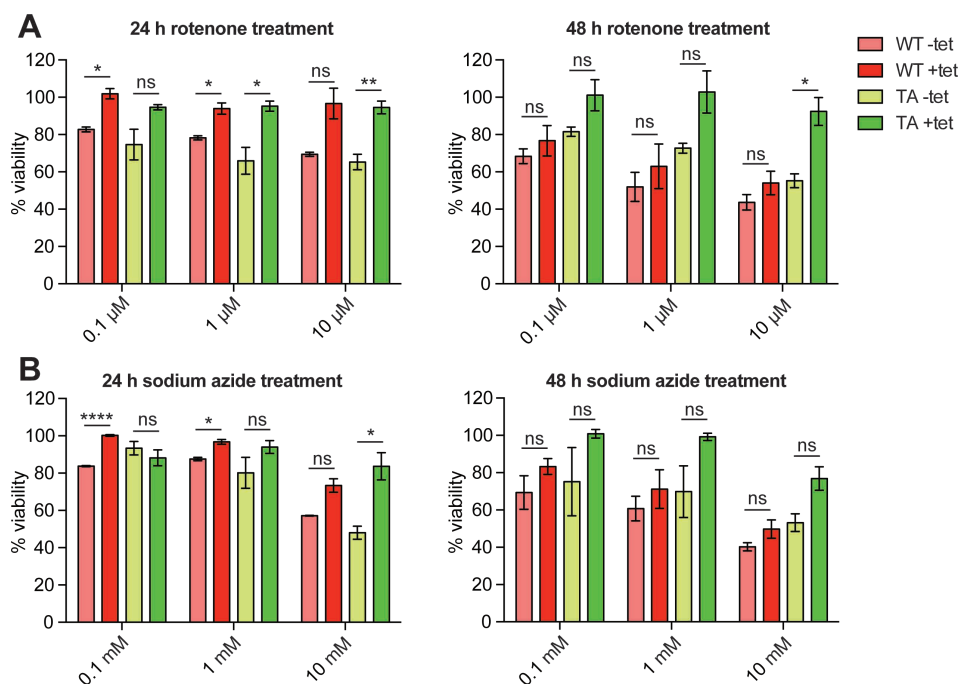 A
24 h rotenone treatment
48 h rotenone treatment
WT -tet
WT +tet
TA -tet
TA +tet
% viability
120
100
80
60
40
20
0
* ns * * ns **
0.1 µM 1 µM 10 µM
% viability
120
100
80
60
40
20
0
ns ns ns ns ns *
0.1 µM 1 µM 10 µM
B
24 h sodium azide treatment
48 h sodium azide treatment
% viability
120
100
80
60
40
20
0
**** ns * ns ns *
0.1 mM 1 mM 10 mM
% viability
120
100
80
60
40
20
0
ns ns ns ns ns ns
0.1 mM 1 mM 10 mM